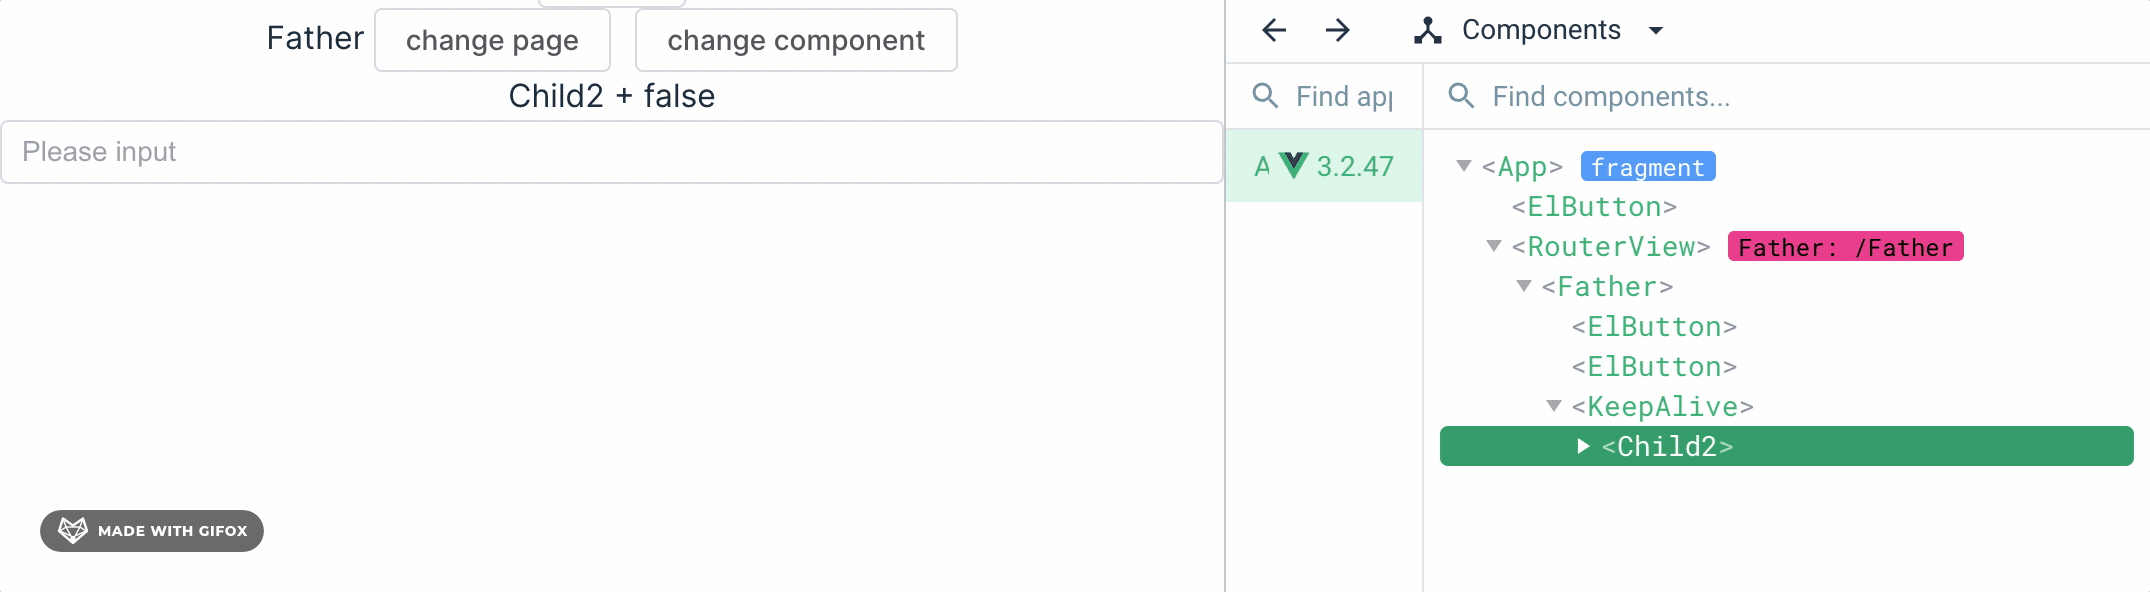 Father change page change component
Child2 + false
Please input
MADE WITH GIFOX
Components
Find app
Find components...
A 3.2.47
<App> fragment
<ElButton>
<RouterView> Father: /Father
<Father>
<ElButton>
<ElButton>
<KeepAlive>
<Child2>